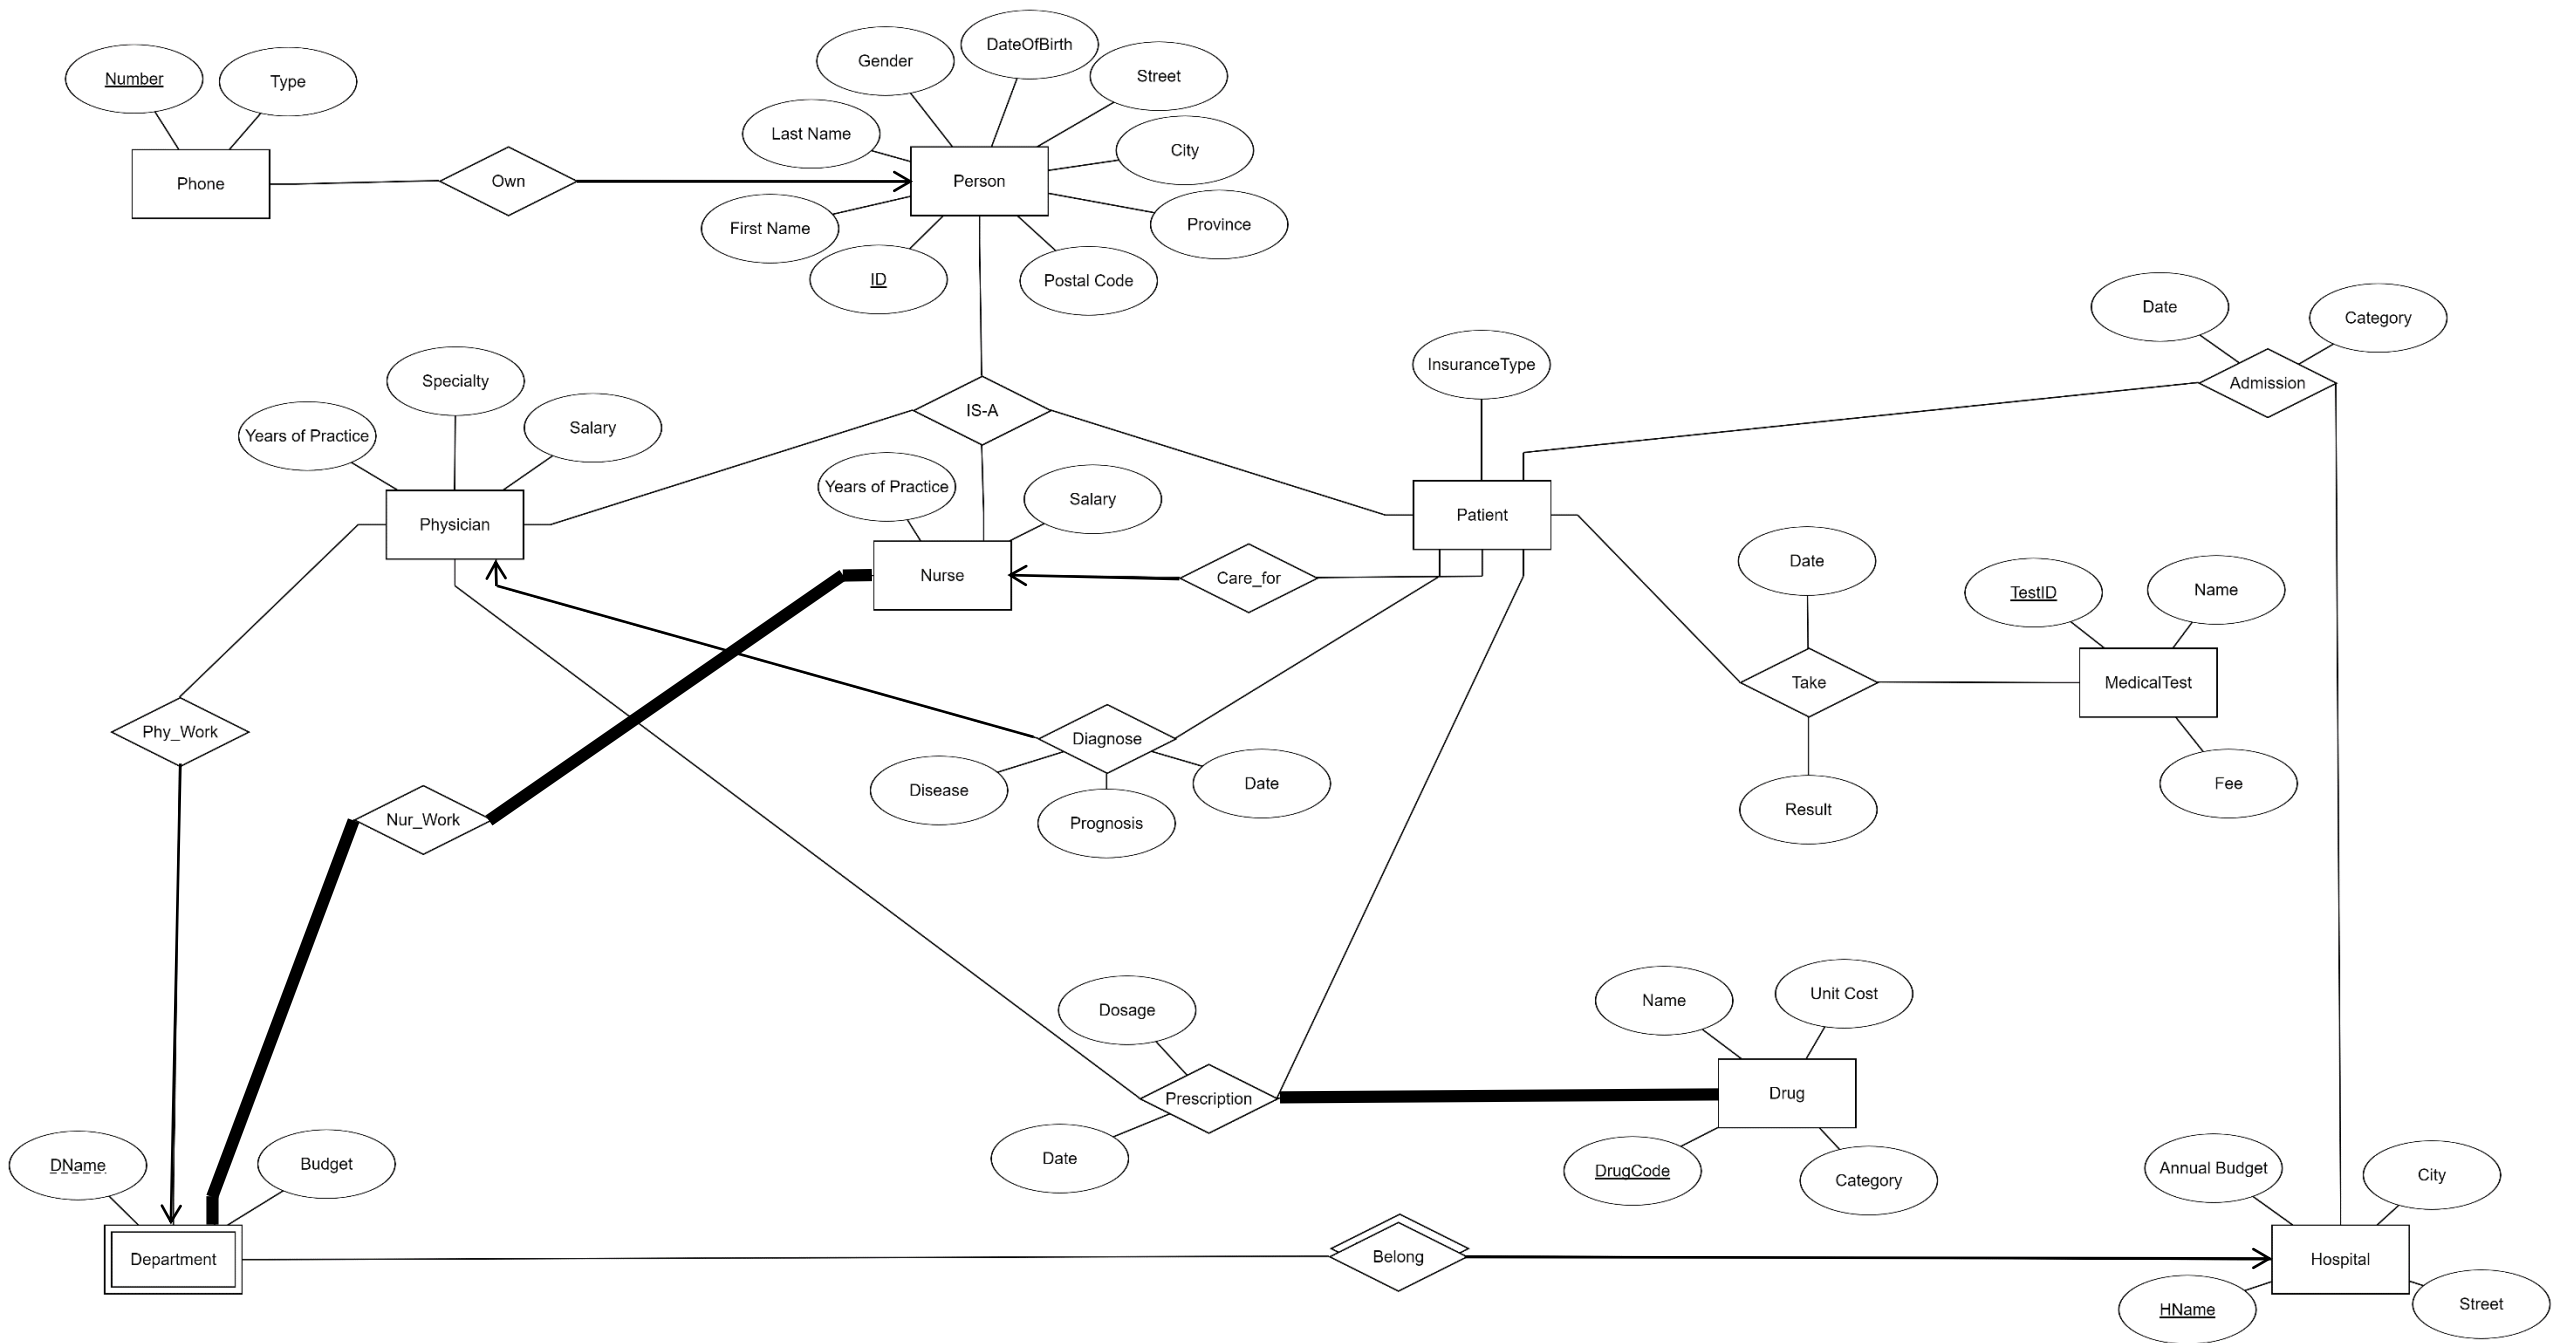 DateOfBirth
Gender
Street
Number
Type
Last Name
City
Phone
Own
Person
First Name
Province
ID
Postal Code
Date
Category
InsuranceType
Specialty
Admission
IS-A
Years of Practice
Salary
Years of Practice
Salary
Physician
Patient
Nurse
Care_for
Date
TestID
Name
Take
MedicalTest
Phy_Work
Diagnose
Disease
Date
Fee
Nur_Work
Prognosis
Result
Dosage
Name
Unit Cost
Prescription
Drug
Date
DrugCode
Category
DName
Budget
Annual Budget
City
Department
Belong
Hospital
HName
Street